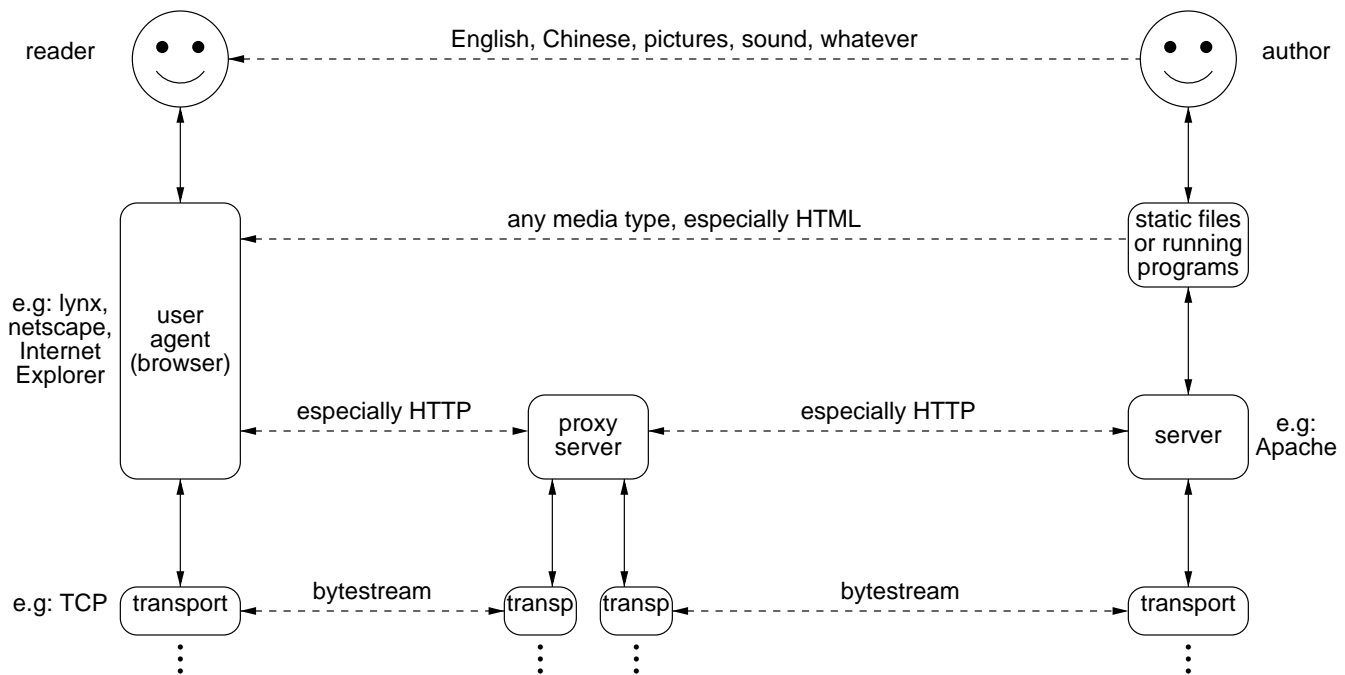 reader
English, Chinese, pictures, sound, whatever
author
any media type, especially HTML
static files
or running
programs
e.g: lynx,
netscape,
Internet
Explorer
user
agent
(browser)
especially HTTP
proxy
server
especially HTTP
server
e.g:
Apache
e.g: TCP
transport
bytestream
transp
transp
bytestream
transport